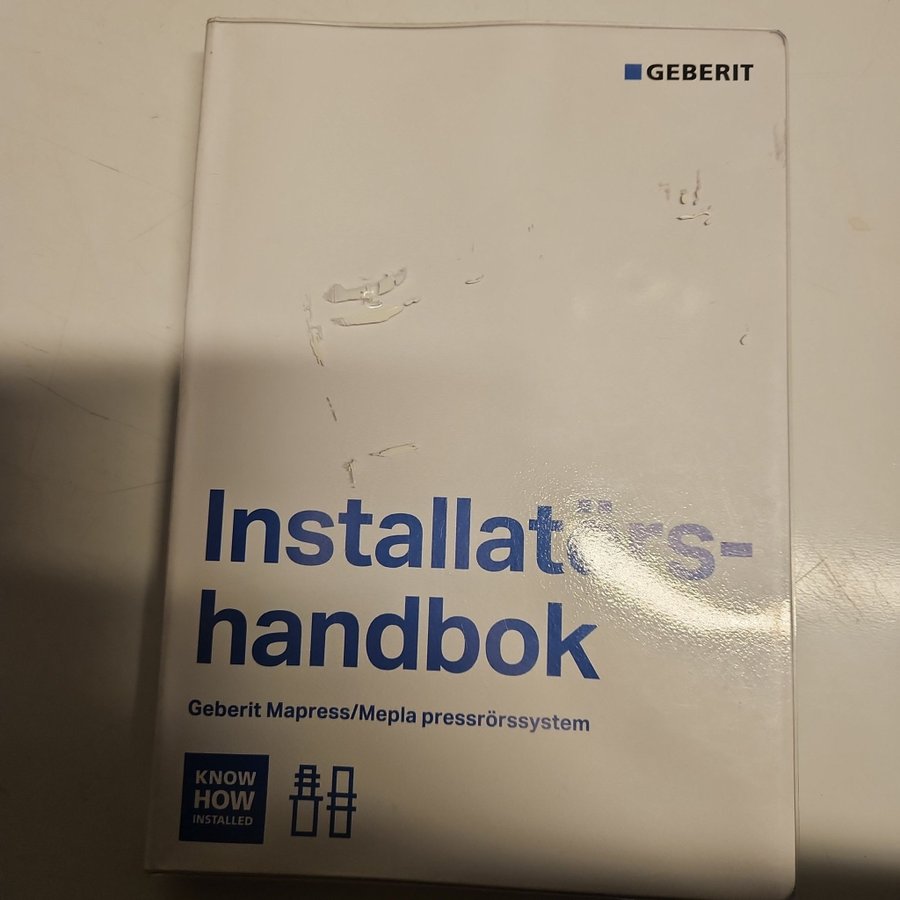 GEBERIT
Installatörs-
handbok
Geberit Mapress/Mepla pressrörssystem
KNOW
HOW
INSTALLED